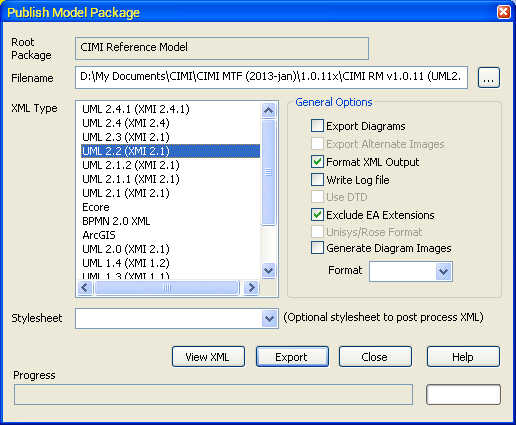 Publish Model Package
Root Package
CIMI Reference Model
Filename
D:\My Documents\CIMI\CIMI MTF (2013-jan)\1.0.11x\CIMI RM v1.0.11 (UML2.
...
XML Type
UML 2.4.1 (XMI 2.4.1)
UML 2.4 (XMI 2.4)
UML 2.3 (XMI 2.1)
UML 2.2 (XMI 2.1)
UML 2.1.2 (XMI 2.1)
UML 2.1.1 (XMI 2.1)
UML 2.1 (XMI 2.1)
Ecore
BPMN 2.0 XML
ArcGIS
UML 2.0 (XMI 2.1)
UML 1.4 (XMI 1.2)
UML 1.3 (XMI 1.1)
General Options
Export Diagrams
Export Alternate Images
Format XML Output
Write Log file
Use DTD
Exclude EA Extensions
Unisys/Rose Format
Generate Diagram Images
Format
Stylesheet
(Optional stylesheet to post process XML)
View XML
Export
Close
Help
Progress